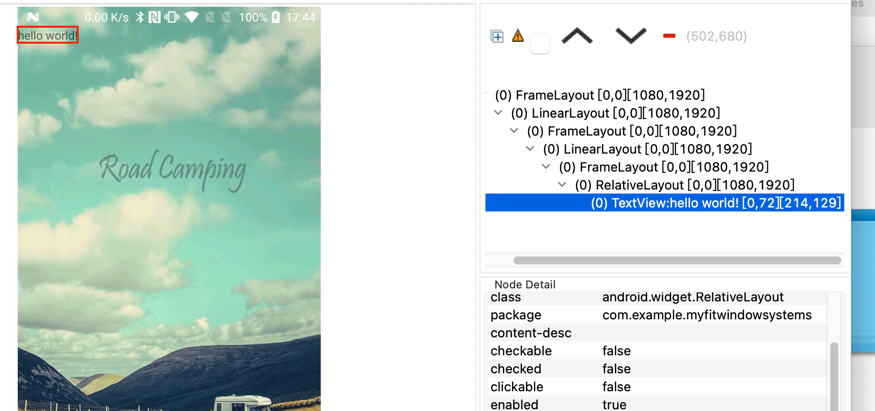 0.00 K/s 100% 17:44
hello world!
Road Camping
(502,680)
(0) FrameLayout [0,0][1080,1920]
(0) LinearLayout [0,0][1080,1920]
(0) FrameLayout [0,0][1080,1920]
(0) LinearLayout [0,0][1080,1920]
(0) FrameLayout [0,0][1080,1920]
(0) RelativeLayout [0,0][1080,1920]
(0) TextView:hello world! [0,72][214,129]
Node Detail
class android.widget.RelativeLayout
package com.example.myfitwindowsystems
content-desc
checkable false
checked false
clickable false
enabled true